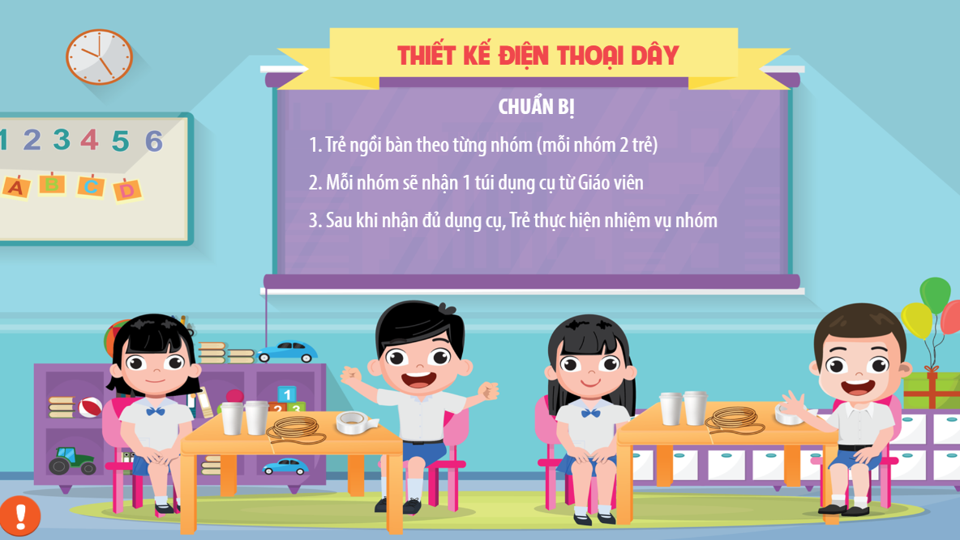 THIẾT KẾ ĐIỆN THOẠI DÂY
CHUẨN BỊ
1. Trẻ ngồi bàn theo từng nhóm (mỗi nhóm 2 trẻ)
2. Mỗi nhóm sẽ nhận 1 túi dụng cụ từ Giáo viên
3. Sau khi nhận đủ dụng cụ, Trẻ thực hiện nhiệm vụ nhóm
1 2 3 4 5 6
A B C D
1
2 3
!